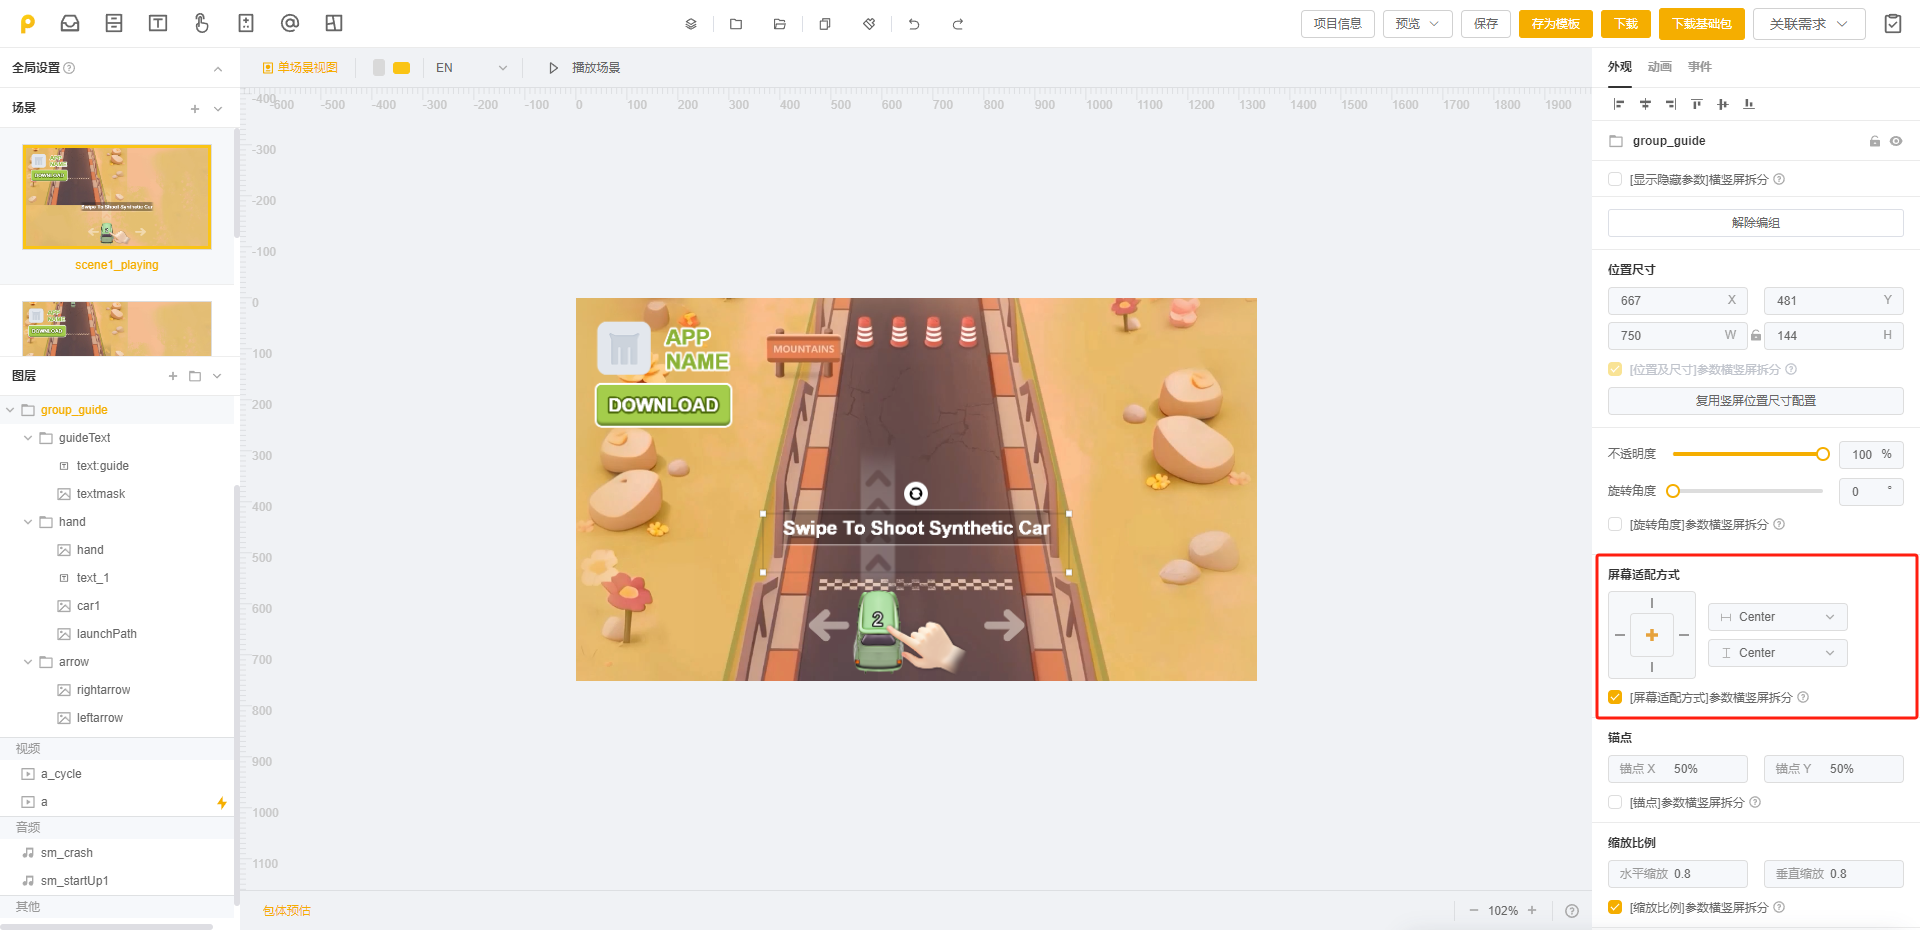 项目信息
预览
保存
存为模板
下载
下载基础包
关联需求
全局设置
单场景视图
EN
播放场景
外观 动画 事件
场景
-400
-600 -500 -400 -300 -200 -100 0 100 200 300 400 500 600 700 800 900 1000 1100 1200 1300 1400 1500 1600 1700 1800 1900
APP NAME
DOWNLOAD
Swipe To Shoot Synthetic Car
scene1_playing
APP NAME
DOWNLOAD
图层
group_guide
guideText
text:guide
textmask
hand
hand
text_1
car1
launchPath
arrow
rightarrow
leftarrow
视频
a_cycle
a
音频
sm_crash
sm_startUp1
其他
-300
-200
-100
0
100
200
300
400
500
600
700
800
900
1000
1100
APP
NAME
DOWNLOAD
MOUNTAINS
Swipe To Shoot Synthetic Car
2
包体预估
102%
group_guide
[显示隐藏参数]横竖屏拆分
解除编组
位置尺寸
667 X 481 Y
750 W 144 H
[位置及尺寸]参数横竖屏拆分
复用竖屏位置尺寸配置
不透明度 100 %
旋转角度 0 °
[旋转角度]参数横竖屏拆分
屏幕适配方式
Center
Center
[屏幕适配方式]参数横竖屏拆分
锚点
锚点 X 50% 锚点 Y 50%
[锚点]参数横竖屏拆分
缩放比例
水平缩放 0.8 垂直缩放 0.8
[缩放比例]参数横竖屏拆分